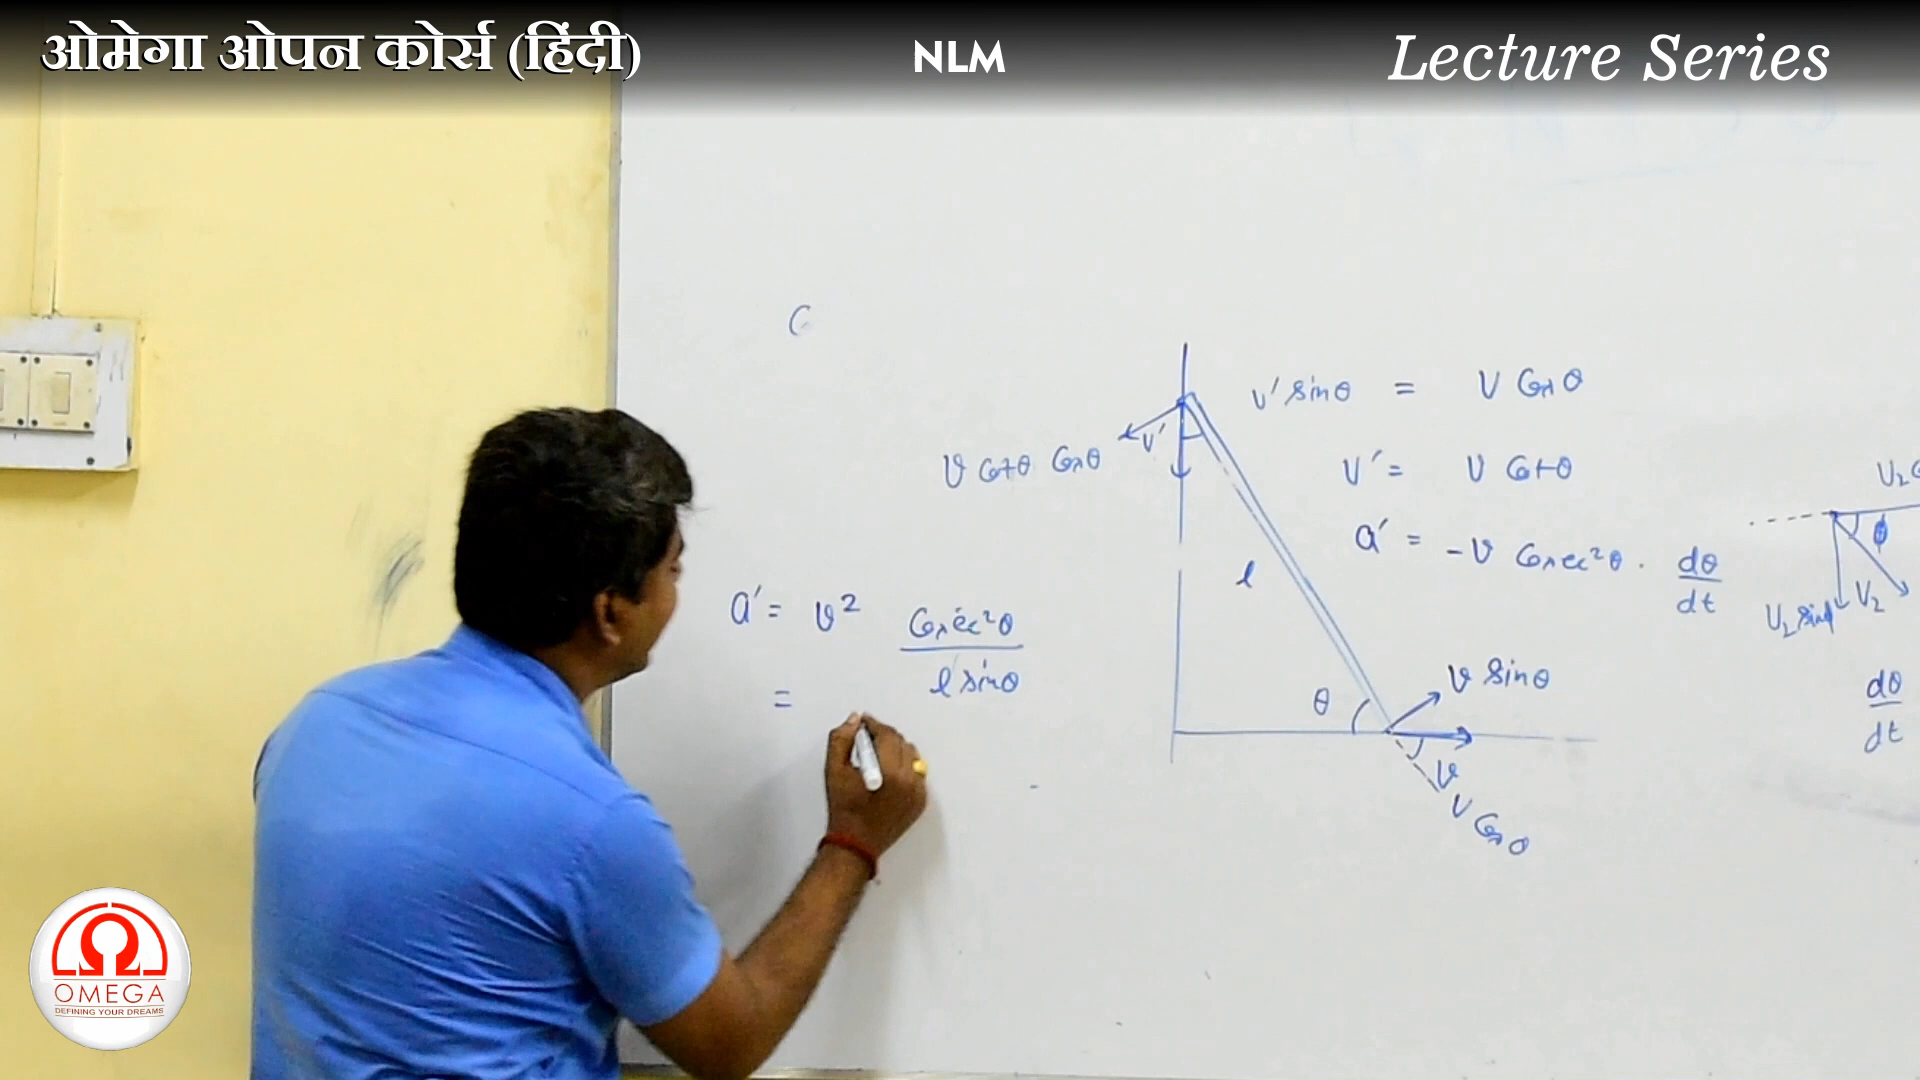 ओमेगा ओपन कोर्स (हिंदी)
NLM
Lecture Series
C
v' sinθ = v Cosθ
v Cotθ Cosθ
v'
v' = v Cotθ
a' = -v Cosec²θ · dθ/dt
ϕ
v₂ sinϕ
v₂
l
a' = v² Cosec²θ / l sinθ
=
θ
v sinθ
v
v Cosθ
dθ/dt
OMEGA
DEFINING YOUR DREAMS